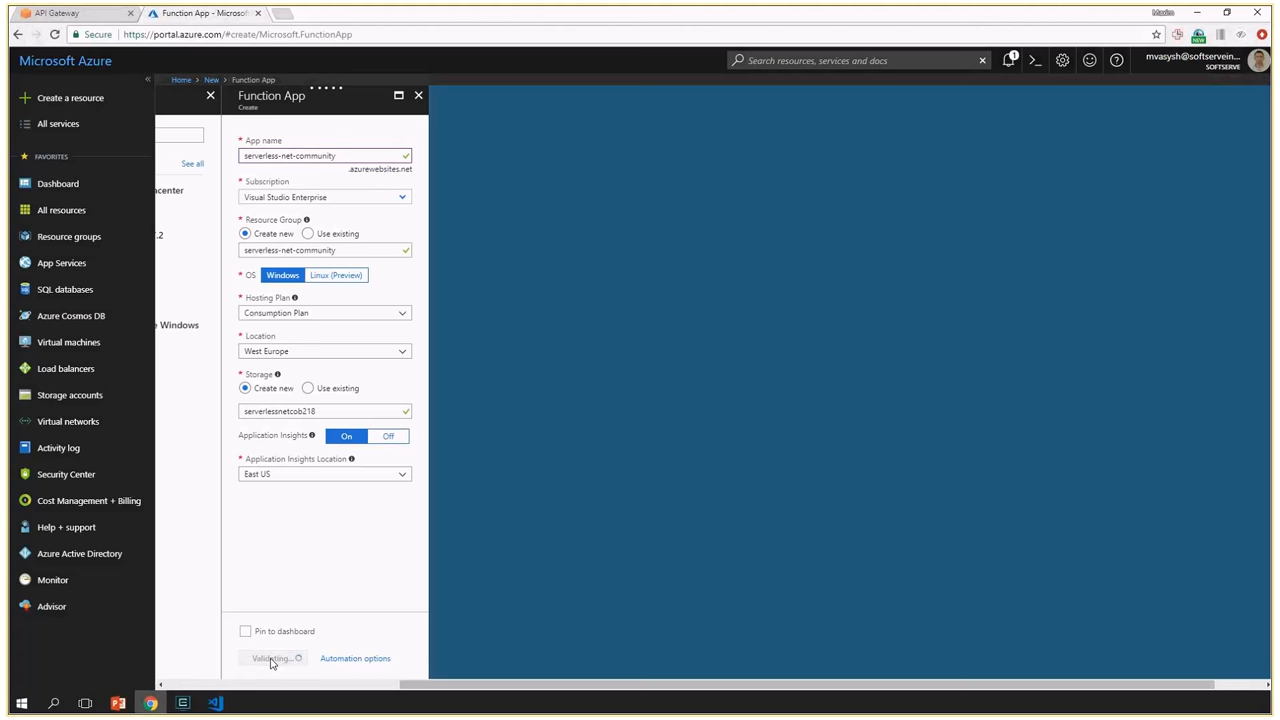 API Gateway
Function App - Microsof
Maxim
Secure
https://portal.azure.com/#create/Microsoft.FunctionApp
NEW
Microsoft Azure
Search resources, services and docs
1
mvasysh@softservein...
SOFTSERVE
Home
New
Function App
Create a resource
All services
FAVORITES
Dashboard
All resources
Resource groups
App Services
SQL databases
Azure Cosmos DB
Virtual machines
Load balancers
Storage accounts
Virtual networks
Activity log
Security Center
Cost Management + Billing
Help + support
Azure Active Directory
Monitor
Advisor
See all
acenter
.2
e Windows
Function App
Create
* App name
serverless-net-community
.azurewebsites.net
* Subscription
Visual Studio Enterprise
* Resource Group
Create new
Use existing
serverless-net-community
* OS
Windows
Linux (Preview)
* Hosting Plan
Consumption Plan
* Location
West Europe
* Storage
Create new
Use existing
serverlessnetcob218
Application Insights
On
Off
* Application Insights Location
East US
Pin to dashboard
Validating...
Automation options